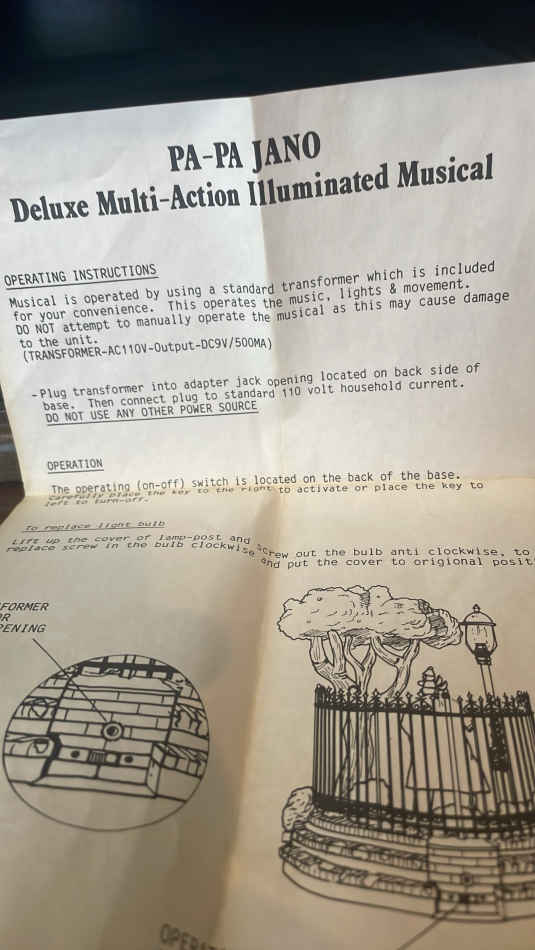 PA-PA JANO
Deluxe Multi-Action Illuminated Musical
OPERATING INSTRUCTIONS
Musical is operated by using a standard transformer which is included
for your convenience. This operates the music, lights & movement.
DO NOT attempt to manually operate the musical as this may cause damage
to the unit.
(TRANSFORMER-AC110V-Output-DC9V/500MA)
-Plug transformer into adapter jack opening located on back side of
base. Then connect plug to standard 110 volt household current.
DO NOT USE ANY OTHER POWER SOURCE
OPERATION
The operating (on-off) switch is located on the back of the base.
Carefully place the key to the right to activate or place the key to
left to turn-off.
To replace light bulb
Lift up the cover of lamp-post and screw out the bulb anti clockwise, to
replace screw in the bulb clockwise and put the cover to origional posit
FORMER
OR
PENING
OPERAT